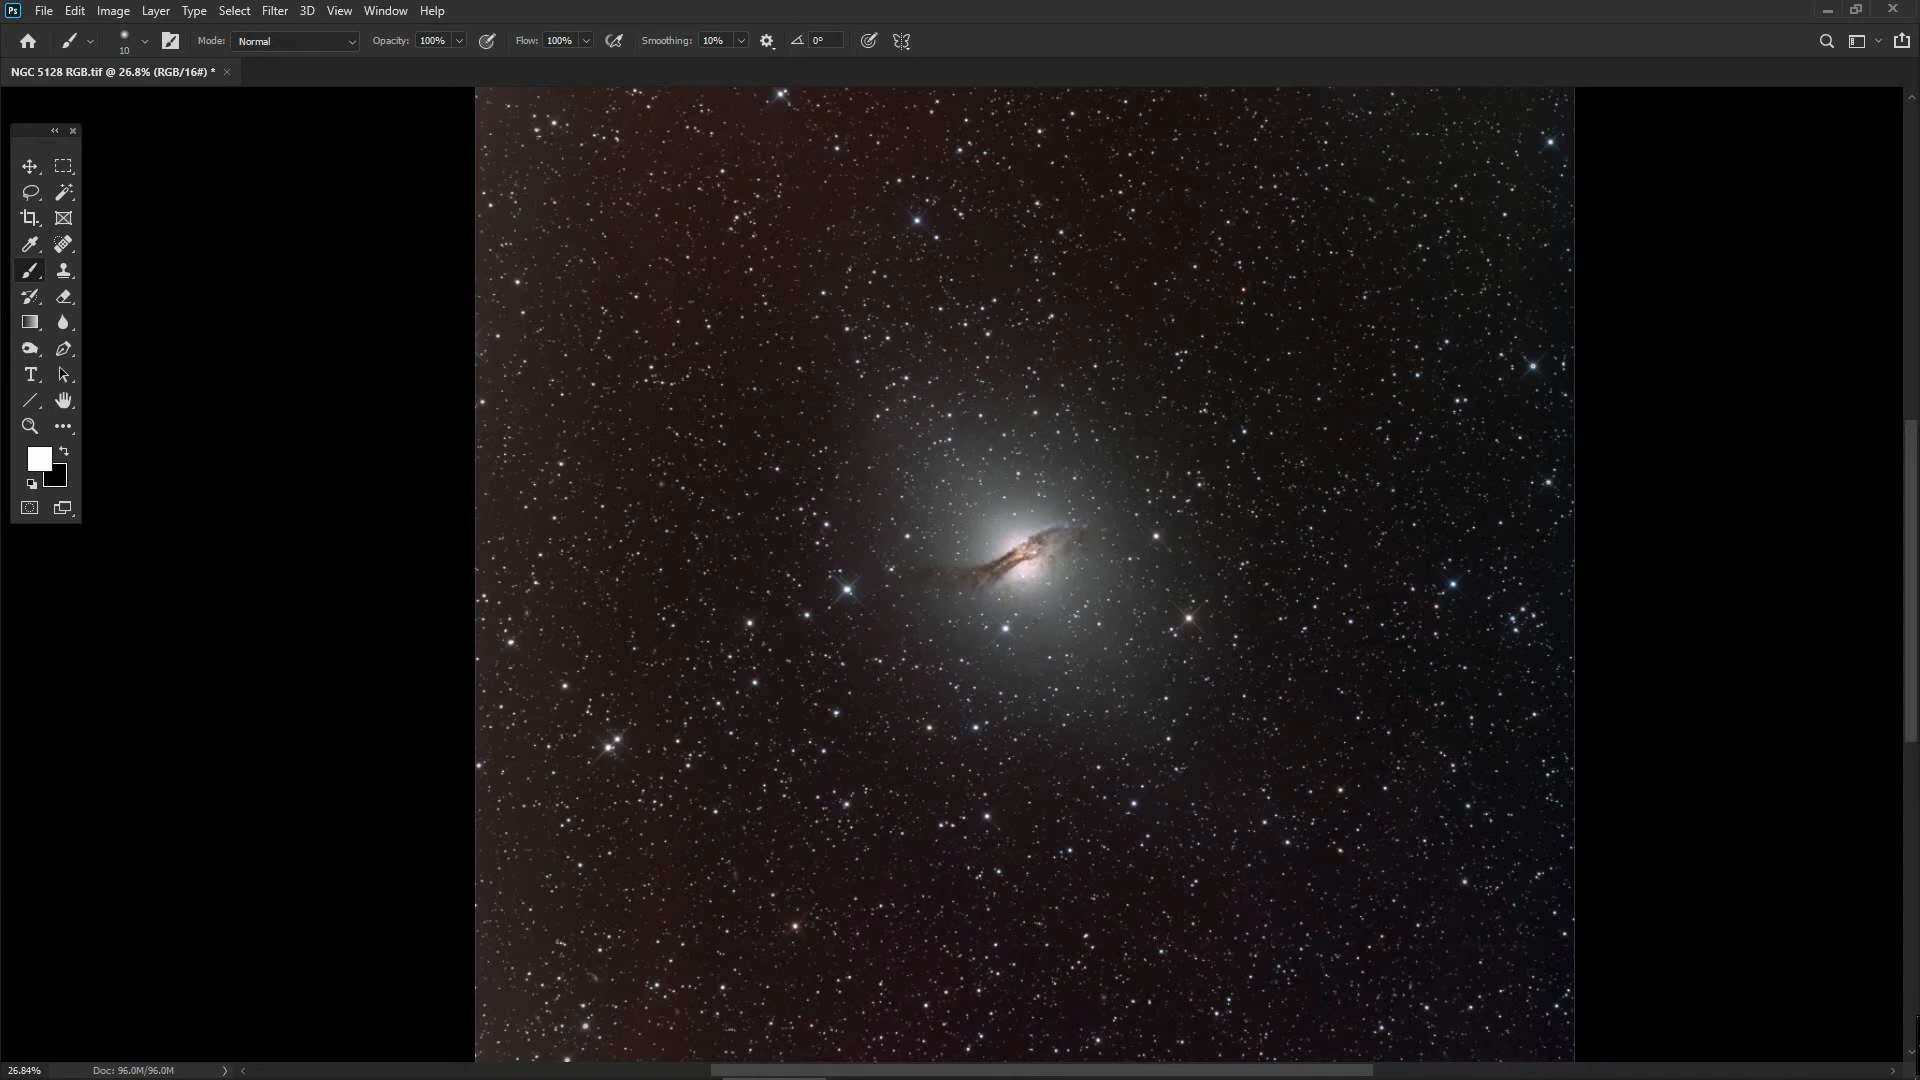 Ps File Edit Image Layer Type Select Filter 3D View Window Help
10 Mode: Normal Opacity: 100% Flow: 100% Smoothing: 10% 0°
NGC 5128 RGB.tif @ 26.8% (RGB/16#) * ×
T
26.84% Doc: 96.0M/96.0M